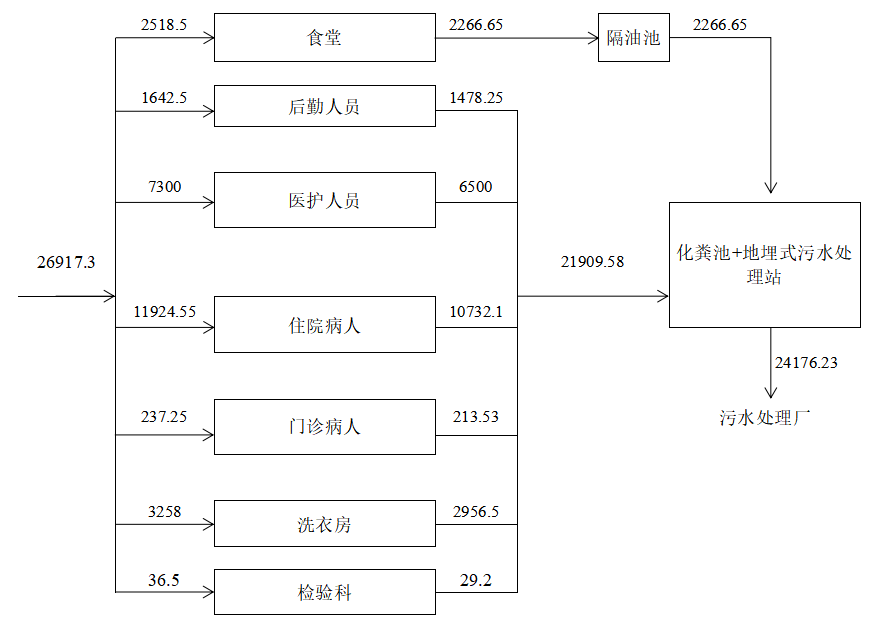 2518.5
食堂
2266.65
隔油池
2266.65
1642.5
后勤人员
1478.25
7300
医护人员
6500
26917.3
21909.58
化粪池+地埋式污水处
理站
11924.55
住院病人
10732.1
24176.23
污水处理厂
237.25
门诊病人
213.53
3258
洗衣房
2956.5
36.5
检验科
29.2